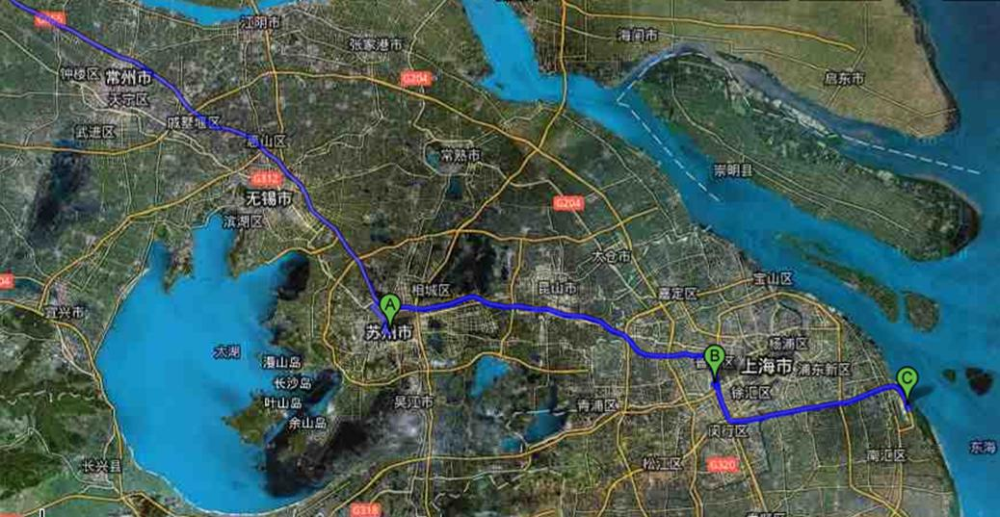 江阴市
海门市
张家港市
钟楼区
常州市
G204
启东市
天宁区
戚墅堰区
武进区
惠山区
常熟市
G312
崇明县
无锡市
G204
滨湖区
太仓市
04
相城区
昆山市
宝山区
嘉定区
A
宜兴市
苏州市
杨浦区
太湖
B
漫山岛
上海市
浦东新区
C
长沙岛
徐汇区
叶山岛
吴江市
青浦区
余山岛
闵行区
东海
长兴县
松江区
G320
南汇区
G318